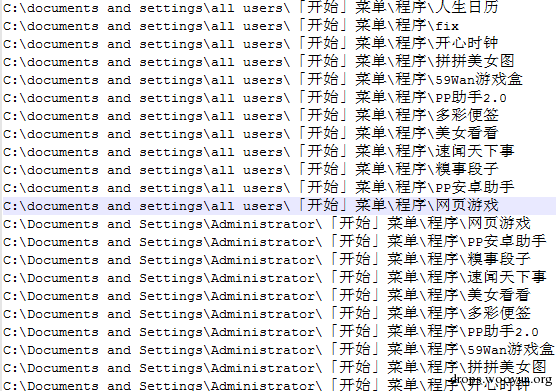 C:\documents and settings\all users\「开始」菜单\程序\人生日历
C:\documents and settings\all users\「开始」菜单\程序\fix
C:\documents and settings\all users\「开始」菜单\程序\开心时钟
C:\documents and settings\all users\「开始」菜单\程序\拼拼美女图
C:\documents and settings\all users\「开始」菜单\程序\59Wan游戏盒
C:\documents and settings\all users\「开始」菜单\程序\PP助手2.0
C:\documents and settings\all users\「开始」菜单\程序\多彩便签
C:\documents and settings\all users\「开始」菜单\程序\美女看看
C:\documents and settings\all users\「开始」菜单\程序\速闻天下事
C:\documents and settings\all users\「开始」菜单\程序\糗事段子
C:\documents and settings\all users\「开始」菜单\程序\PP安卓助手
C:\documents and settings\all users\「开始」菜单\程序\网页游戏
C:\Documents and Settings\Administrator\「开始」菜单\程序\网页游戏
C:\Documents and Settings\Administrator\「开始」菜单\程序\PP安卓助手
C:\Documents and Settings\Administrator\「开始」菜单\程序\糗事段子
C:\Documents and Settings\Administrator\「开始」菜单\程序\速闻天下事
C:\Documents and Settings\Administrator\「开始」菜单\程序\美女看看
C:\Documents and Settings\Administrator\「开始」菜单\程序\多彩便签
C:\Documents and Settings\Administrator\「开始」菜单\程序\PP助手2.0
C:\Documents and Settings\Administrator\「开始」菜单\程序\59Wan游戏盒
C:\Documents and Settings\Administrator\「开始」菜单\程序\拼拼美女图
C:\Documents and Settings\Administrator\「开始」菜单\程序\开心时钟
drops.wooyun.org